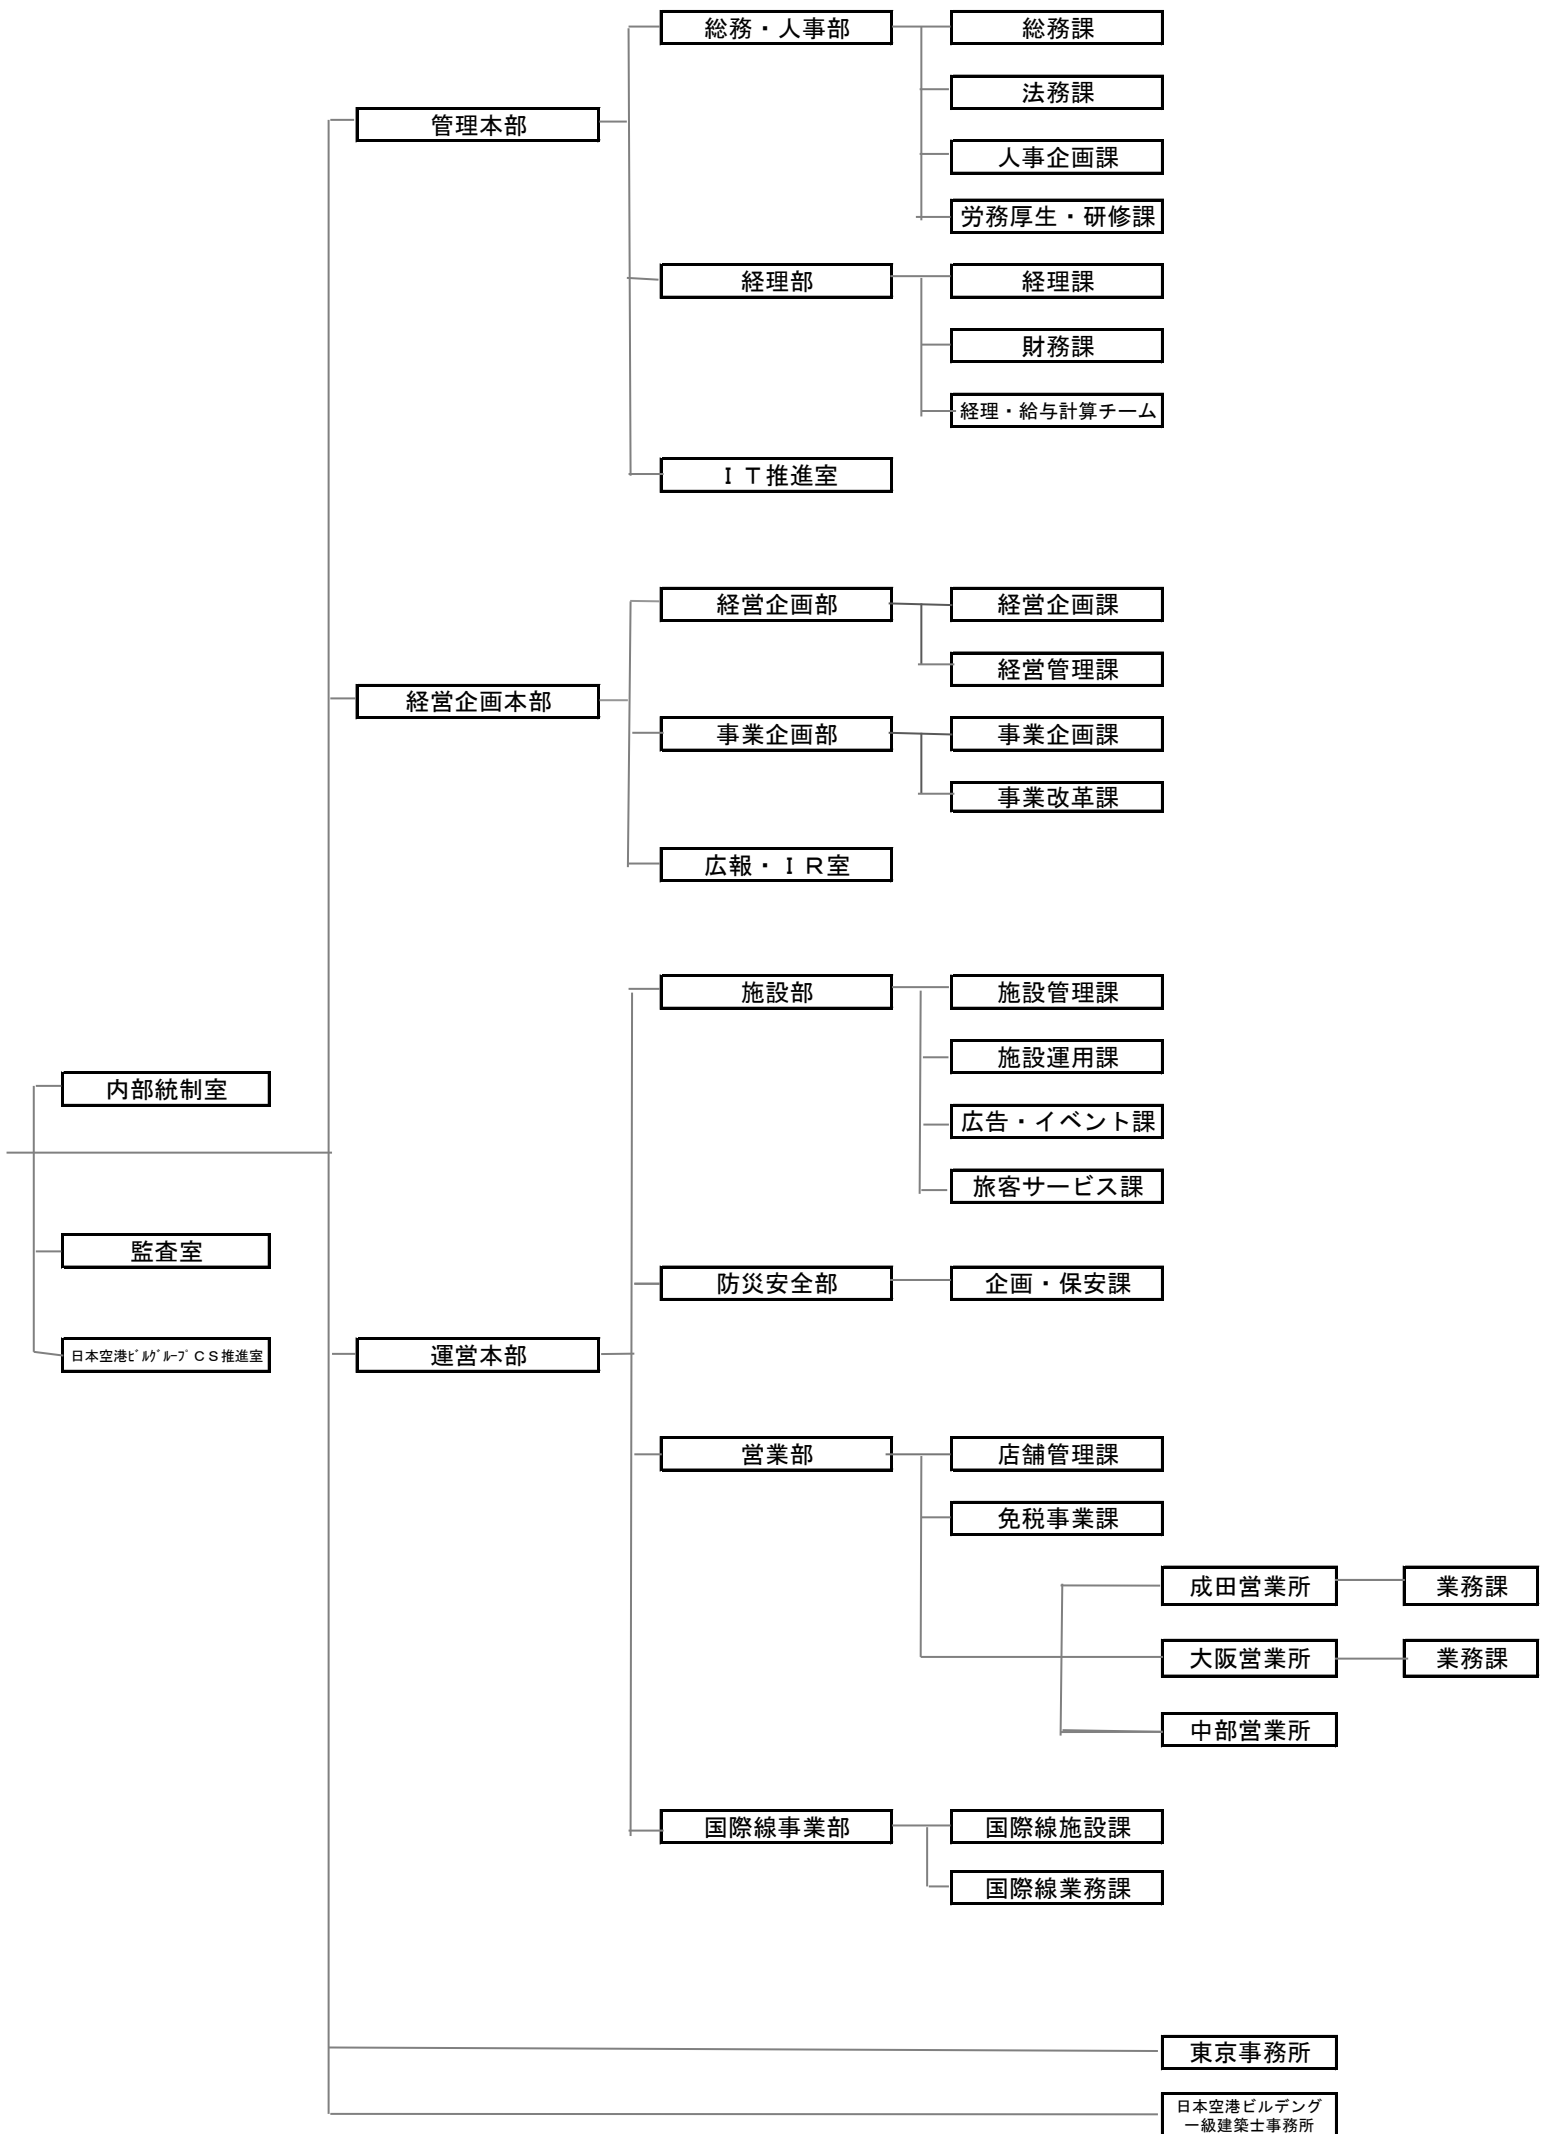 総務・人事部
総務課
法務課
管理本部
人事企画課
労務厚生・研修課
経理部
経理課
財務課
経理・給与計算チーム
ＩＴ推進室
経営企画部
経営企画課
経営管理課
経営企画本部
事業企画部
事業企画課
事業改革課
広報・ＩＲ室
施設部
施設管理課
施設運用課
内部統制室
広告・イベント課
旅客サービス課
監査室
防災安全部
企画・保安課
日本空港ﾋﾞﾙｸﾞﾙｰﾌﾟＣＳ推進室
運営本部
営業部
店舗管理課
免税事業課
成田営業所
業務課
大阪営業所
業務課
中部営業所
国際線事業部
国際線施設課
国際線業務課
東京事務所
日本空港ビルデング
一級建築士事務所